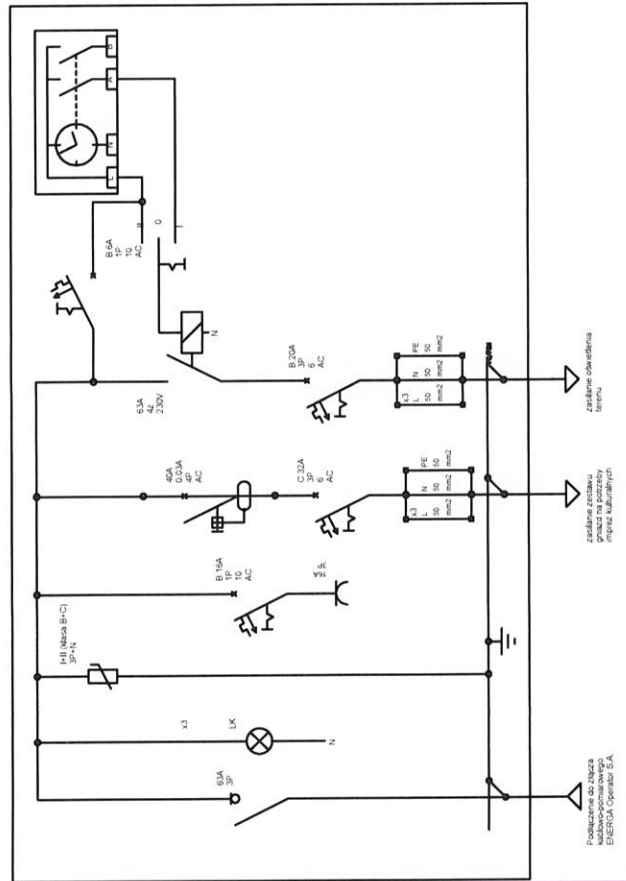 L
N
A
B
B 6A
1P
10
AC
II
0
I
N
63A
4z
230V
B 20A
3P
6
AC
x3
L
50
mm2
N
50
mm2
PE
50
mm2
zasilanie oświetlenia
terenu
40A
0.03A
4P
AC
C 32A
3P
6
AC
x3
L
50
mm2
N
50
mm2
PE
50
mm2
zasilanie zestawu
gniazd na potrzeby
imprez kulturalnych
B 16A
1P
10
AC
I+II (klasa B+C)
3P+N
x3
LK
N
63A
3P
Podłączenie do złącza
kablowo-pomiarowego
ENERGA Operator S.A.